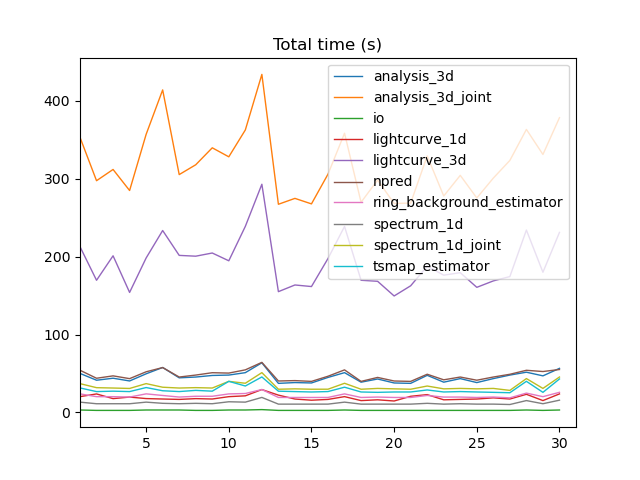 Total time (s)
400
300
200
100
0
5
10
15
20
25
30
analysis_3d
analysis_3d_joint
io
lightcurve_1d
lightcurve_3d
npred
ring_background_estimator
spectrum_1d
spectrum_1d_joint
tsmap_estimator